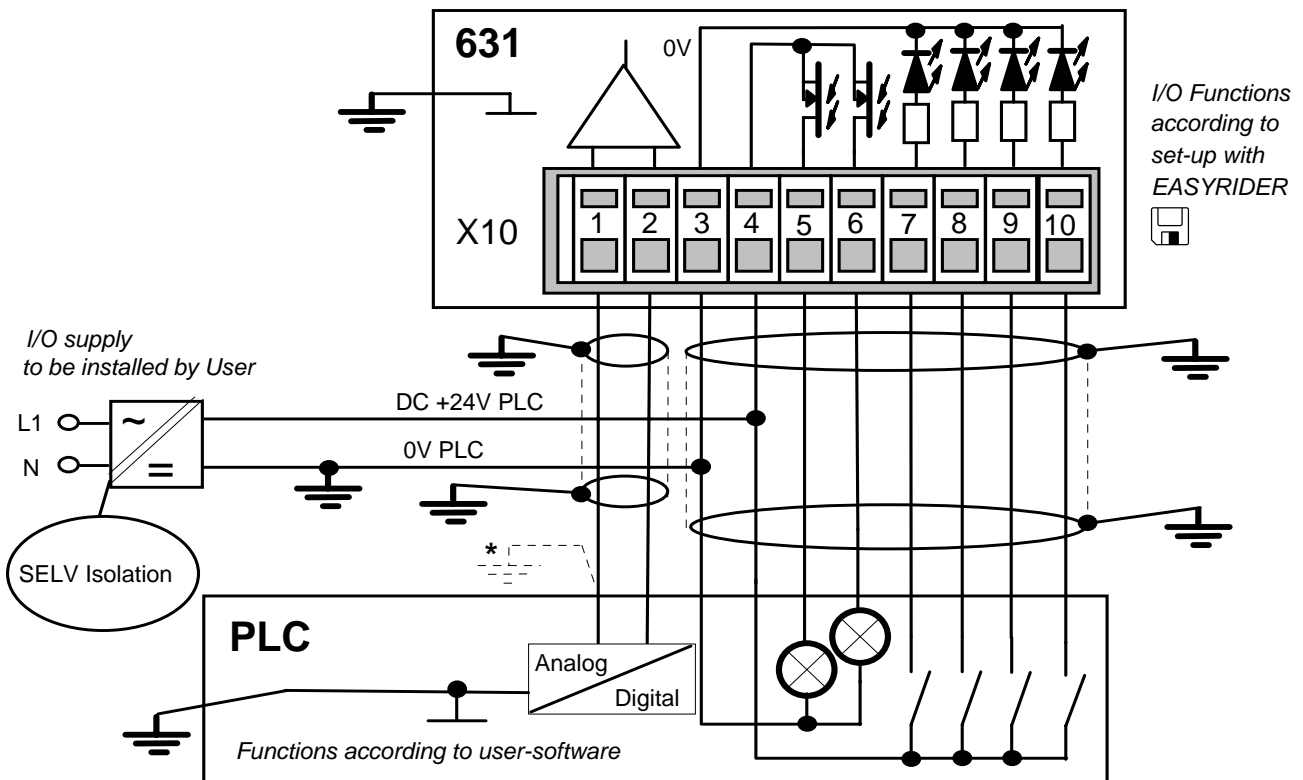 631
0V
I/O Functions
according to
set-up with
EASYRIDER
X10
1 2 3 4 5 6 7 8 9 10
I/O supply
to be installed by User
DC +24V PLC
L1
~
0V PLC
N
=
*
SELV Isolation
PLC
Analog
Digital
Functions according to user-software